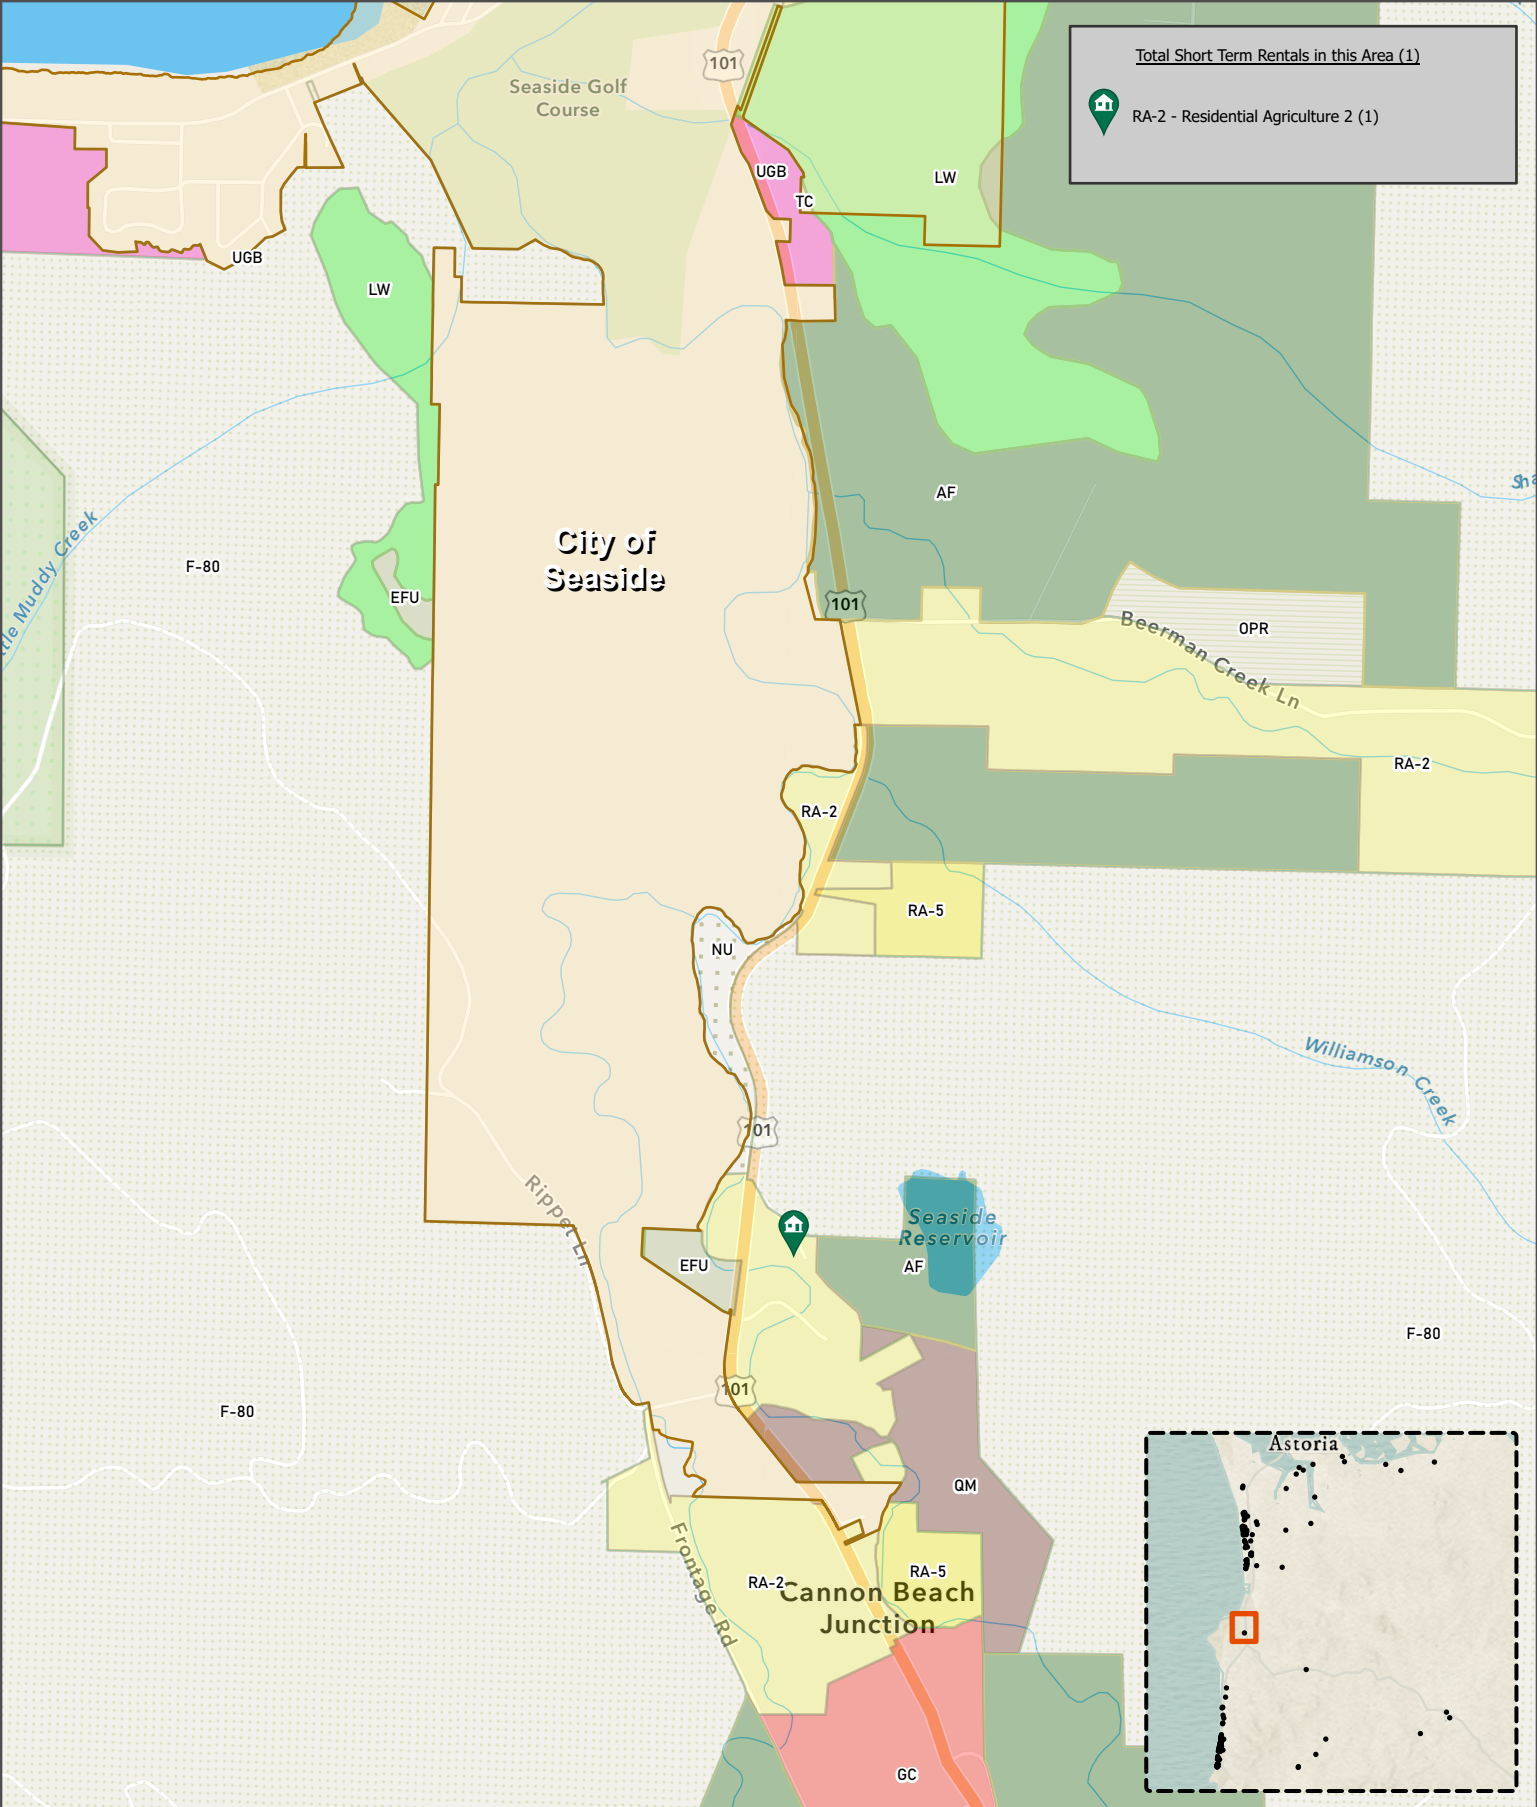 Total Short Term Rentals in this Area (1)
RA-2 - Residential Agriculture 2 (1)
101
Seaside Golf
Course
UGB
TC
LW
UGB
LW
AF
City of
Seaside
F-80
EFU
101
OPR
Beerman Creek Ln
RA-2
RA-2
RA-5
NU
Williamson Creek
101
Rippet Ln
Seaside
Reservoir
EFU
AF
F-80
101
F-80
QM
Astoria
Frontage Rd
RA-2
RA-5
Cannon Beach
Junction
GC
Muddy Creek